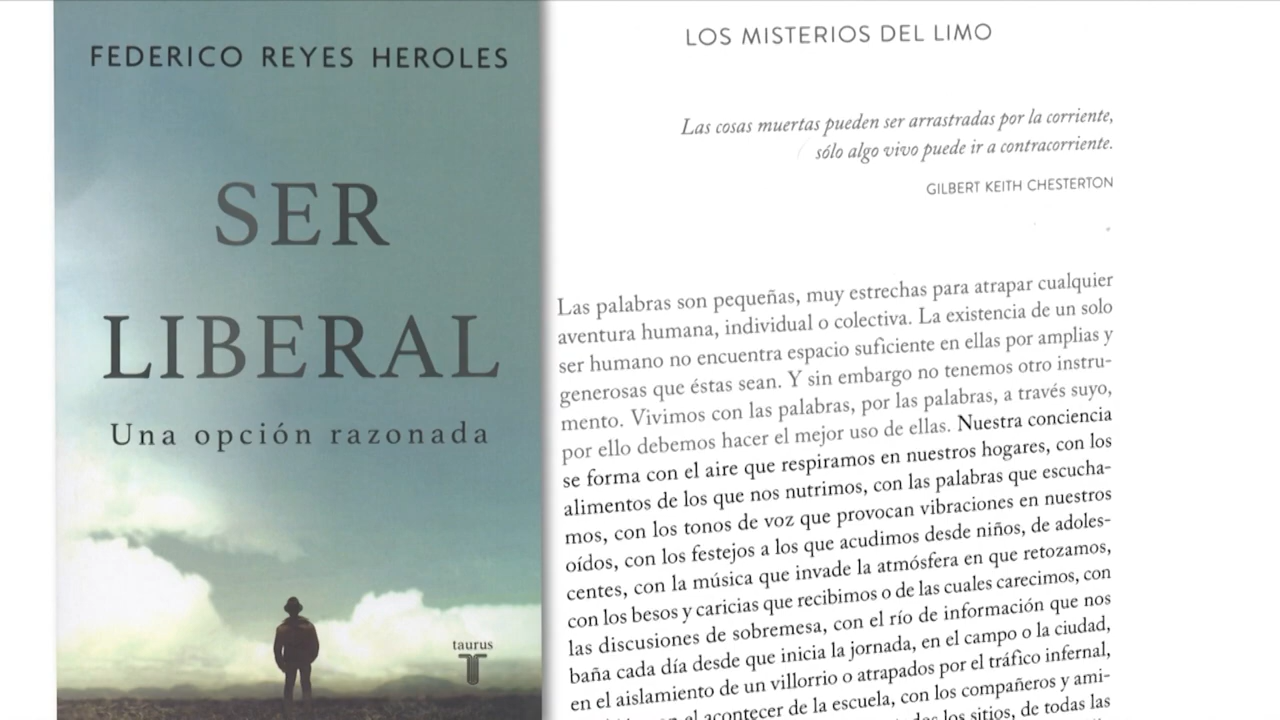 FEDERICO REYES HEROLES
SER
LIBERAL
Una opción razonada
taurus
LOS MISTERIOS DEL LIMO
Las cosas muertas pueden ser arrastradas por la corriente,
sólo algo vivo puede ir a contracorriente.
GILBERT KEITH CHESTERTON
Las palabras son pequeñas, muy estrechas para atrapar cualquier
aventura humana, individual o colectiva. La existencia de un solo
ser humano no encuentra espacio suficiente en ellas por amplias y
generosas que éstas sean. Y sin embargo no tenemos otro instru-
mento. Vivimos con las palabras, por las palabras, a través suyo,
por ello debemos hacer el mejor uso de ellas. Nuestra conciencia
se forma con el aire que respiramos en nuestros hogares, con los
alimentos de los que nos nutrimos, con las palabras que escucha-
mos, con los tonos de voz que provocan vibraciones en nuestros
oídos, con los festejos a los que acudimos desde niños, de adoles-
centes, con la música que invade la atmósfera en que retozamos,
con los besos y caricias que recibimos o de las cuales carecimos, con
las discusiones de sobremesa, con el río de información que nos
baña cada día desde que inicia la jornada, en el campo o la ciudad,
en el aislamiento de un villorrio o atrapados por el tráfico infernal,
el acontecer de la escuela, con los compañeros y ami-
los sitios, de todas las